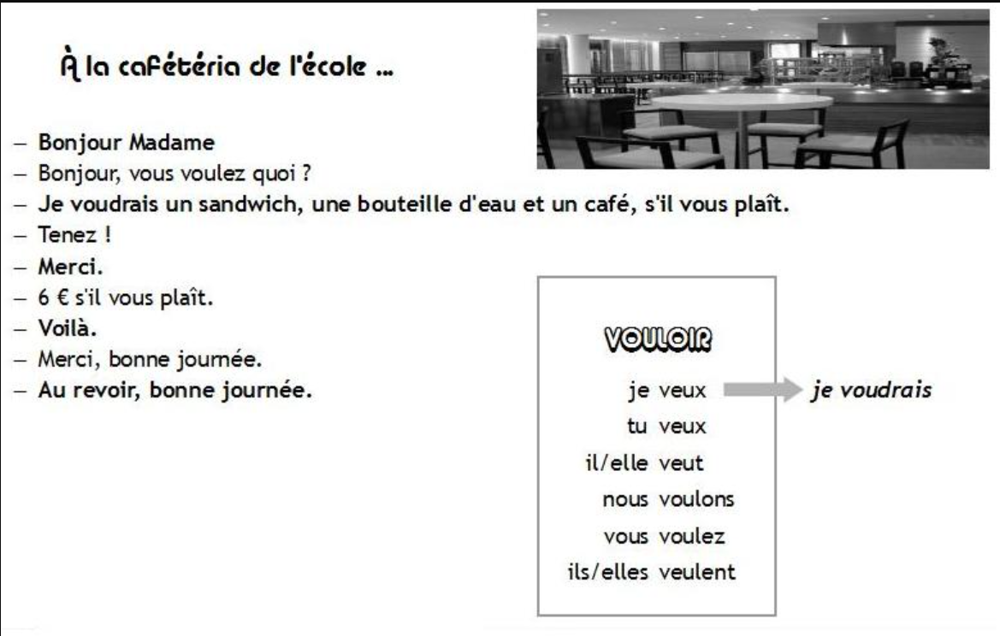 À la cafétéria de l'école ...
– Bonjour Madame
– Bonjour, vous voulez quoi ?
– Je voudrais un sandwich, une bouteille d'eau et un café, s'il vous plaît.
– Tenez !
– Merci.
– 6 € s'il vous plaît.
– Voilà.
– Merci, bonne journée.
– Au revoir, bonne journée.
VOULOIR
je veux je voudrais
tu veux
il/elle veut
nous voulons
vous voulez
ils/elles veulent